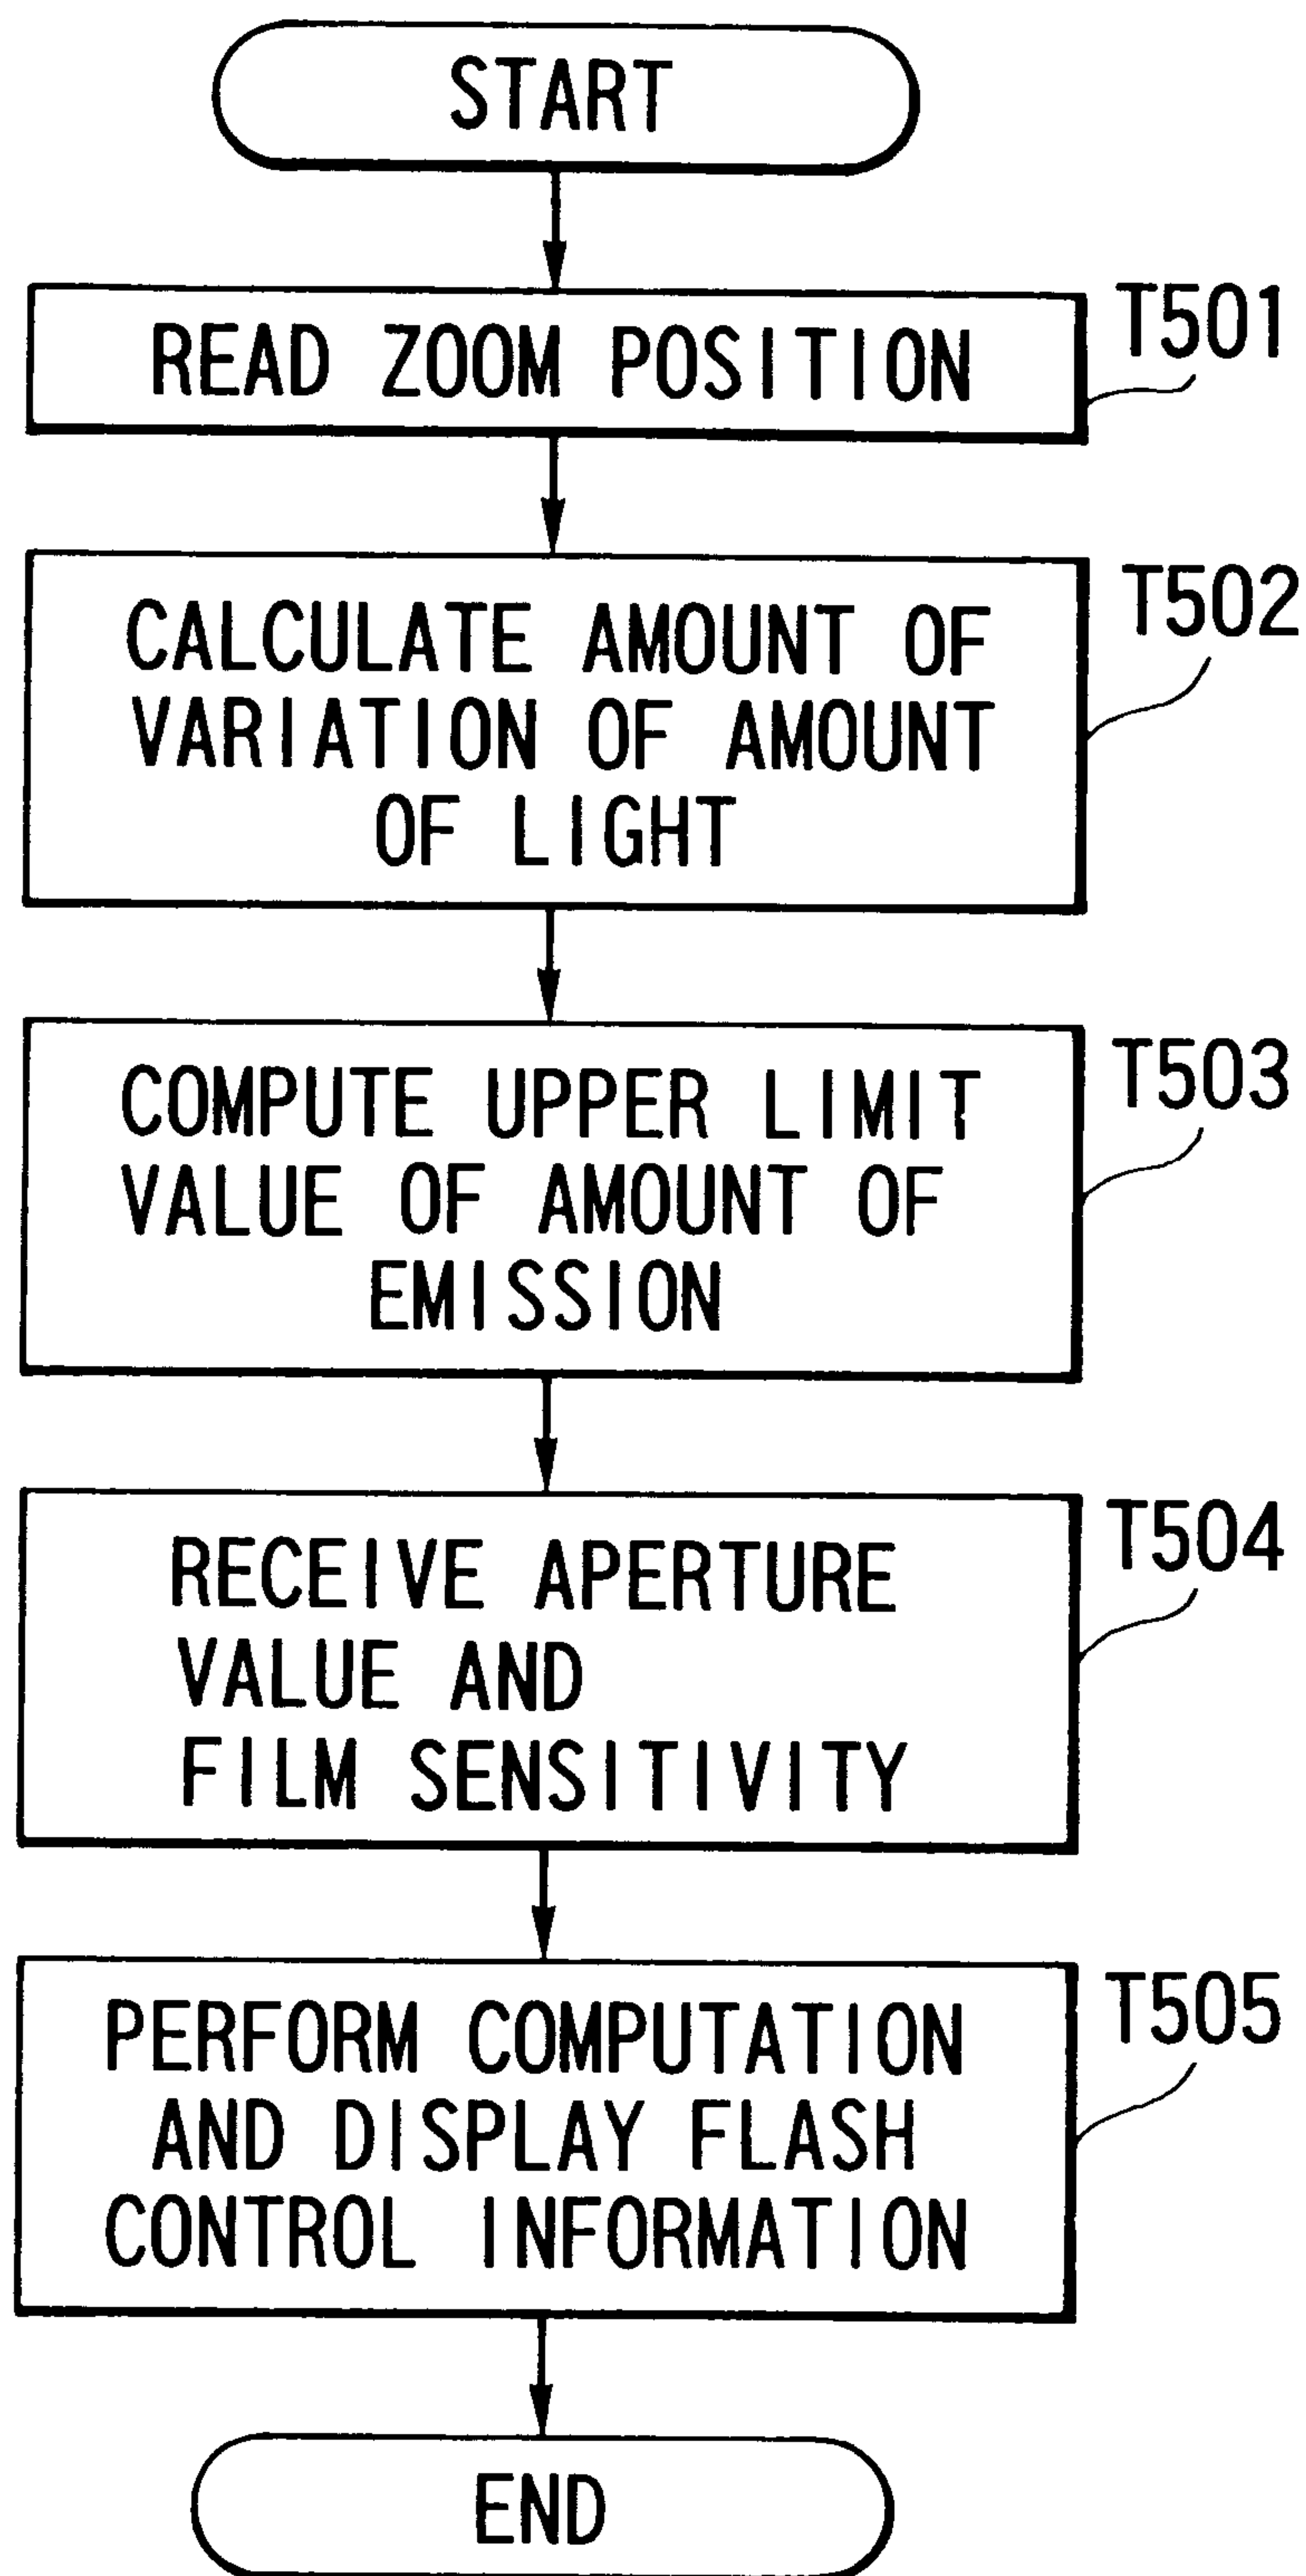 START
READ ZOOM POSITION
T501
CALCULATE AMOUNT OF
VARIATION OF AMOUNT
OF LIGHT
T502
COMPUTE UPPER LIMIT
VALUE OF AMOUNT OF
EMISSION
T503
RECEIVE APERTURE
VALUE AND
FILM SENSITIVITY
T504
PERFORM COMPUTATION
AND DISPLAY FLASH
CONTROL INFORMATION
T505
END